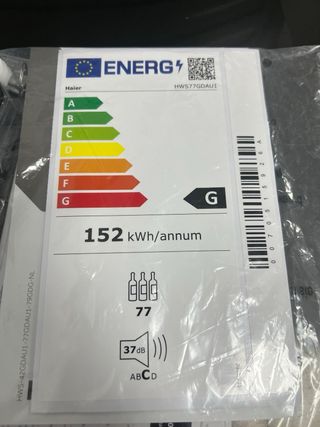 ENERG
Haier
HWS77GDAU1
A
B
C
D
E
F
G
G
152 kWh/annum
77
37dB
ABCD
HWS-42GDAU1-77GDAU1-79GDG-NL